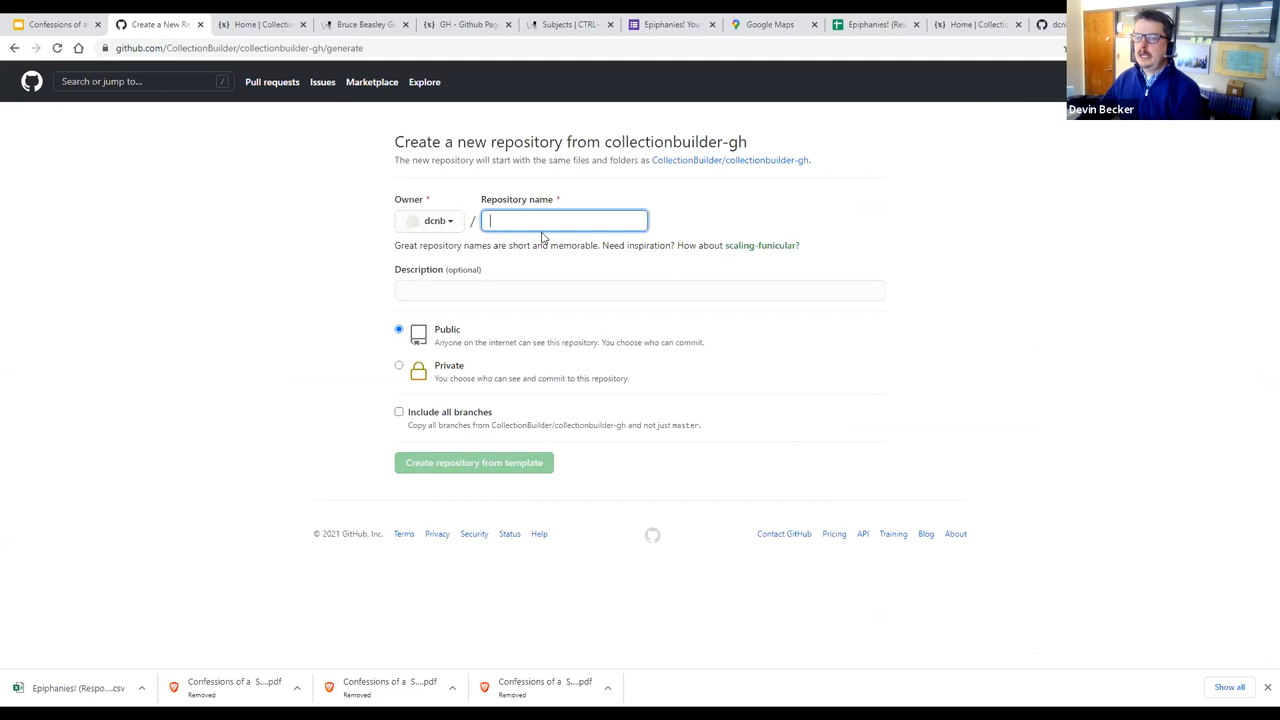 Confessions of a
Create a New Re
Home | Collectio
Bruce Beasley G
GH - Github Pag
Subjects | CTRL-
Epiphanies! You
Google Maps
Epiphanies! (Res
Home | Collectio
dcn
github.com/CollectionBuilder/collectionbuilder-gh/generate
Search or jump to...
/
Pull requests
Issues
Marketplace
Explore
Devin Becker
Create a new repository from collectionbuilder-gh
The new repository will start with the same files and folders as CollectionBuilder/collectionbuilder-gh.
Owner *
Repository name *
dcnb
/
Great repository names are short and memorable. Need inspiration? How about scaling-funicular?
Description (optional)
Public
Anyone on the internet can see this repository. You choose who can commit.
Private
You choose who can see and commit to this repository.
Include all branches
Copy all branches from CollectionBuilder/collectionbuilder-gh and not just master.
Create repository from template
© 2021 GitHub, Inc.
Terms
Privacy
Security
Status
Help
Contact GitHub
Pricing
API
Training
Blog
About
Epiphanies! (Respo....csv
Confessions of a S....pdf
Removed
Confessions of a S....pdf
Removed
Confessions of a S....pdf
Removed
Show all